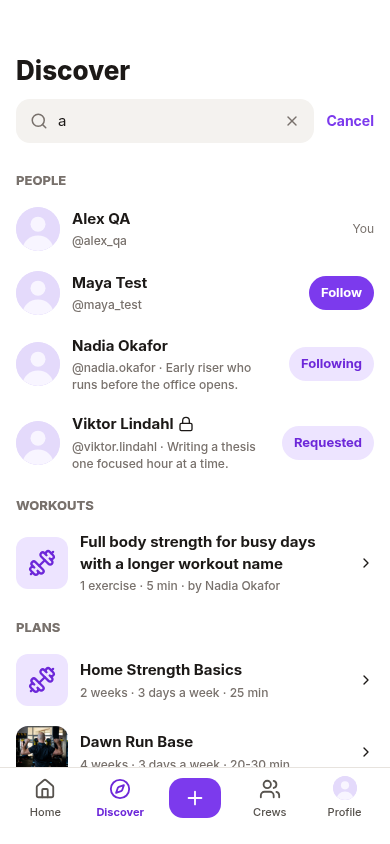 Discover
a
Cancel
PEOPLE
Alex QA
@alex_qa
You
Maya Test
@maya_test
Follow
Nadia Okafor
@nadia.okafor · Early riser who
runs before the office opens.
Following
Viktor Lindahl
@viktor.lindahl · Writing a thesis
one focused hour at a time.
Requested
WORKOUTS
Full body strength for busy days
with a longer workout name
1 exercise · 5 min · by Nadia Okafor
PLANS
Home Strength Basics
2 weeks · 3 days a week · 25 min
Dawn Run Base
4 weeks · 3 days a week · 20-30 min
Home
Discover
Crews
Profile